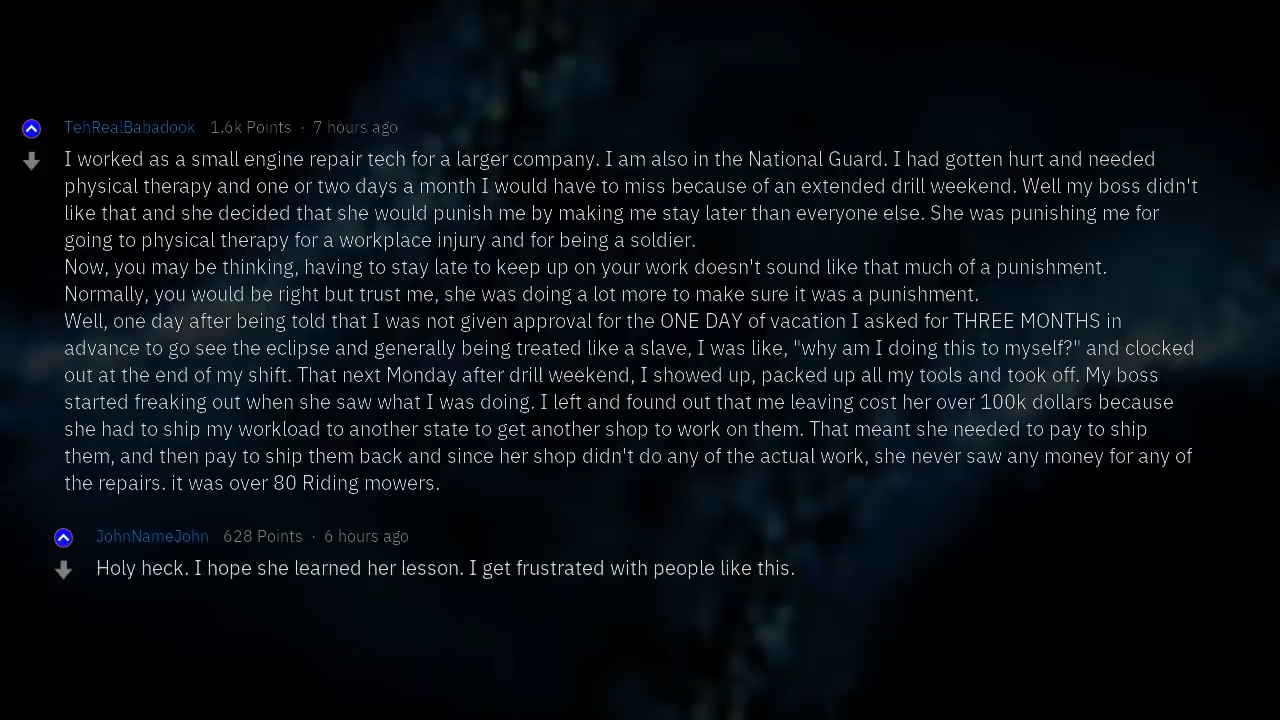 TehRealBabadook 1.6k Points · 7 hours ago
I worked as a small engine repair tech for a larger company. I am also in the National Guard. I had gotten hurt and needed
physical therapy and one or two days a month I would have to miss because of an extended drill weekend. Well my boss didn't
like that and she decided that she would punish me by making me stay later than everyone else. She was punishing me for
going to physical therapy for a workplace injury and for being a soldier.
Now, you may be thinking, having to stay late to keep up on your work doesn't sound like that much of a punishment.
Normally, you would be right but trust me, she was doing a lot more to make sure it was a punishment.
Well, one day after being told that I was not given approval for the ONE DAY of vacation I asked for THREE MONTHS in
advance to go see the eclipse and generally being treated like a slave, I was like, "why am I doing this to myself?" and clocked
out at the end of my shift. That next Monday after drill weekend, I showed up, packed up all my tools and took off. My boss
started freaking out when she saw what I was doing. I left and found out that me leaving cost her over 100k dollars because
she had to ship my workload to another state to get another shop to work on them. That meant she needed to pay to ship
them, and then pay to ship them back and since her shop didn't do any of the actual work, she never saw any money for any of
the repairs. it was over 80 Riding mowers.
JohnNameJohn 628 Points · 6 hours ago
Holy heck. I hope she learned her lesson. I get frustrated with people like this.